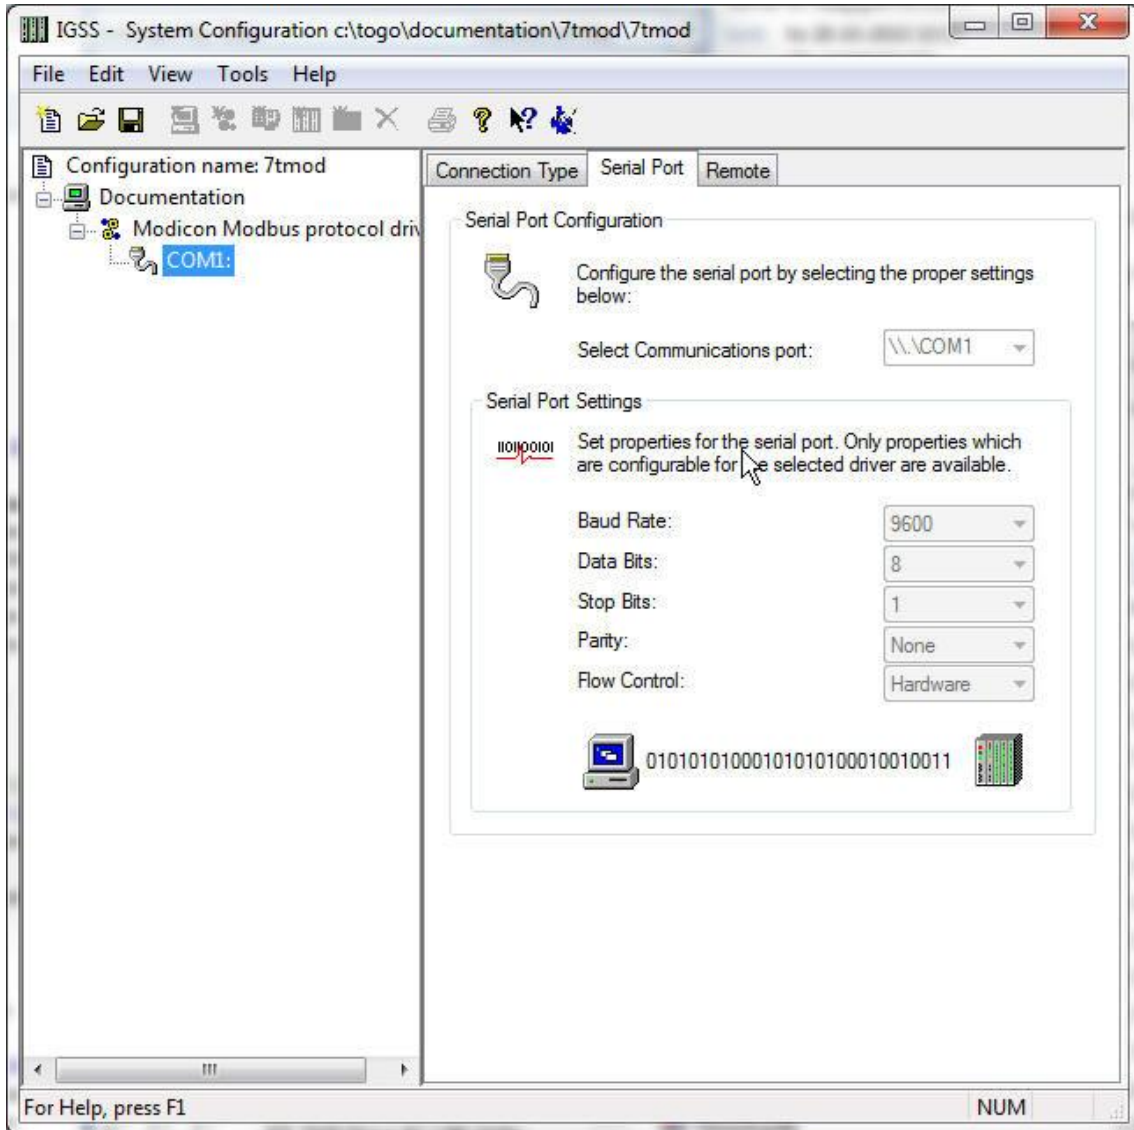 IGSS - System Configuration c:\togo\documentation\7tmod\7tmod
File Edit View Tools Help
Configuration name: 7tmod
Documentation
Modicon Modbus protocol driv
COM1:
Connection Type Serial Port Remote
Serial Port Configuration
Configure the serial port by selecting the proper settings
below:
Select Communications port: \\.\COM1
Serial Port Settings
1101100101
Set properties for the serial port. Only properties which
are configurable for the selected driver are available.
Baud Rate: 9600
Data Bits: 8
Stop Bits: 1
Parity: None
Flow Control: Hardware
01010101000101010100010010011
For Help, press F1 NUM